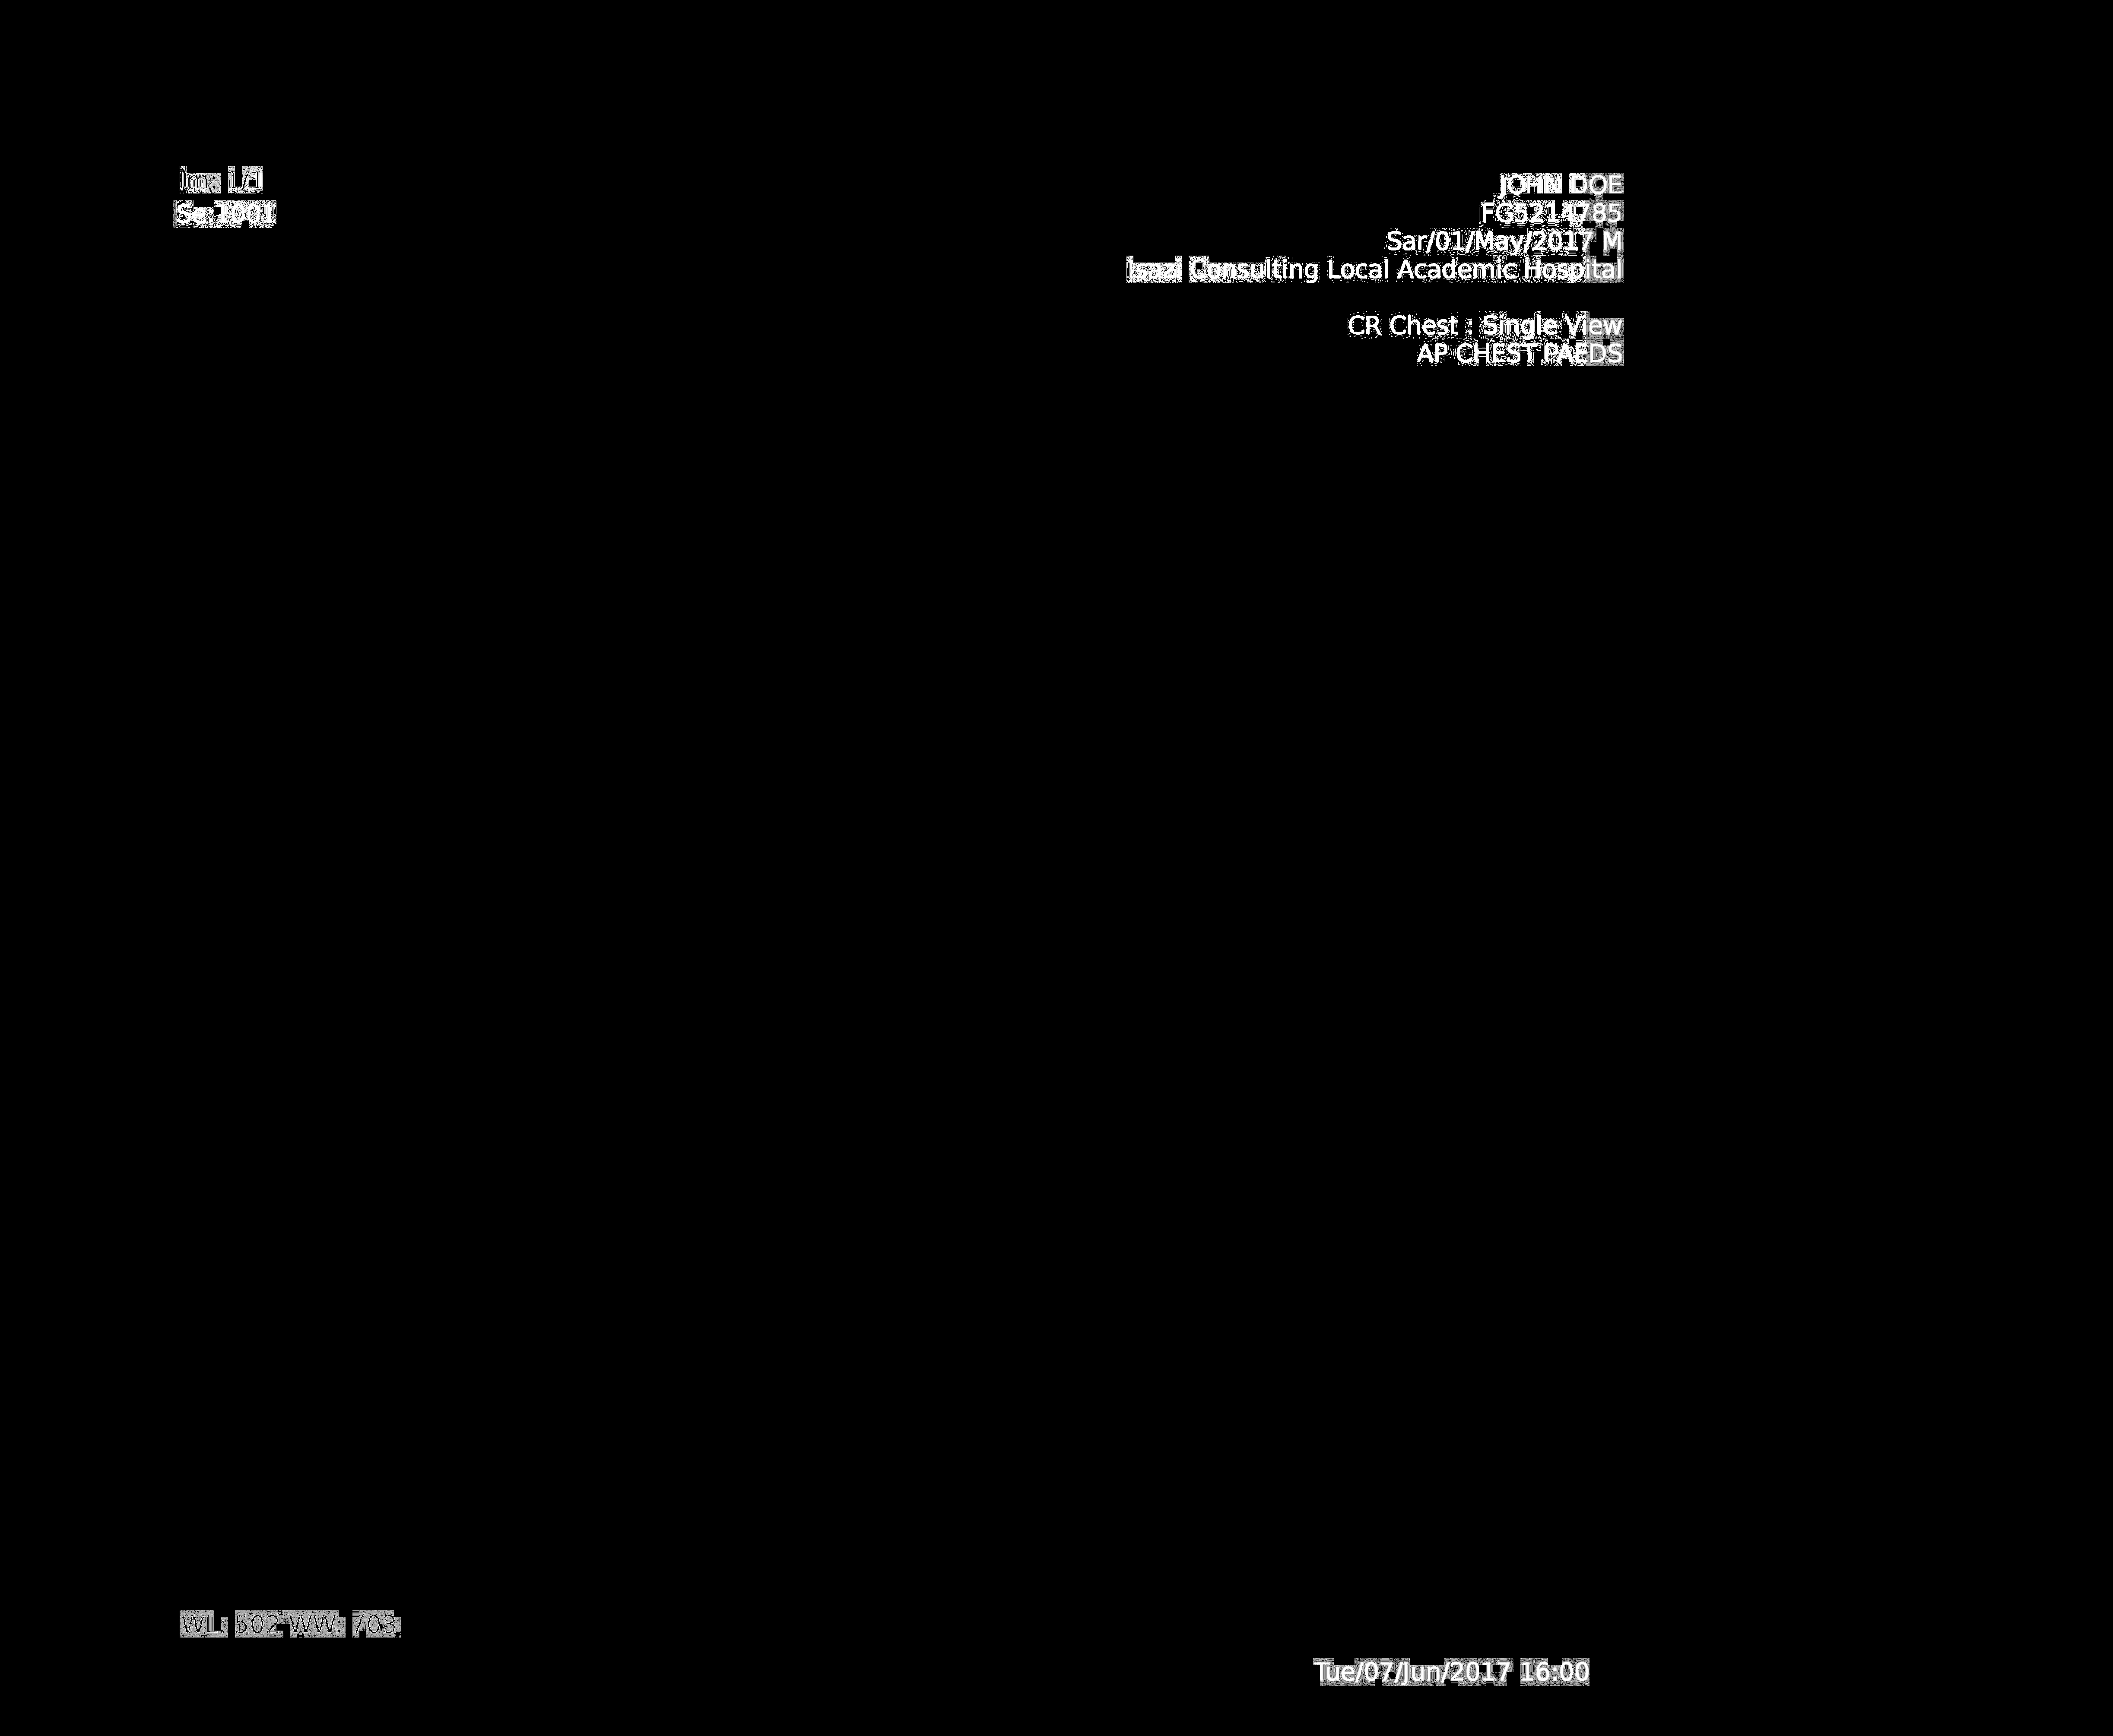 Im: 1/1
Se:1001
JOHN DOE
FG5214785
Sar/01/May/2017 M
Isazi Consulting Local Academic Hospital
CR Chest : Single View
AP CHEST PAEDS
WL: 502 WW: 703
Tue/07/Jun/2017 16:00